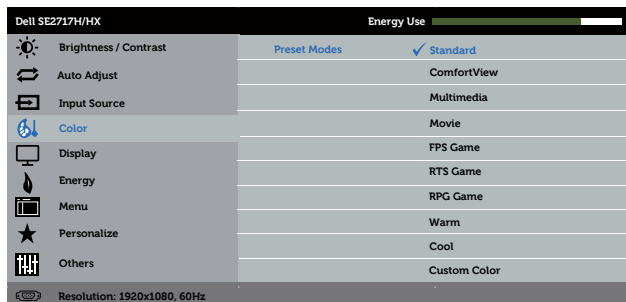 Dell SE2717H/HX Energy Use
Brightness / Contrast Preset Modes Standard
Auto Adjust ComfortView
Input Source Multimedia
Color Movie
Display FPS Game
Energy RTS Game
Menu RPG Game
Personalize Warm
Cool
Others Custom Color
Resolution: 1920x1080, 60Hz